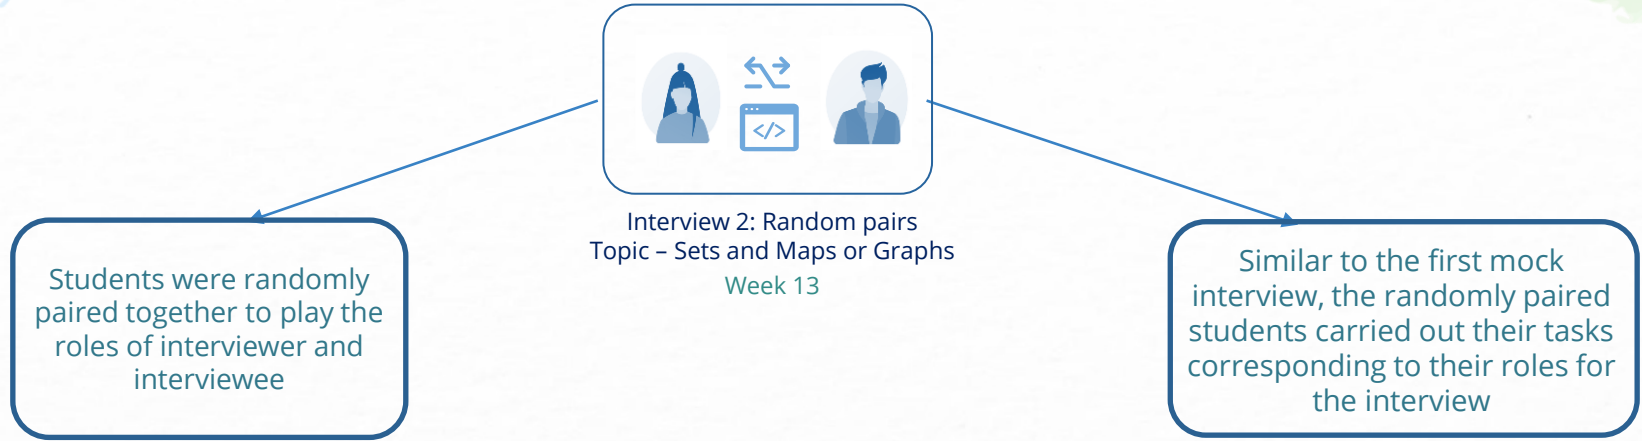 </>
Interview 2: Random pairs
Topic – Sets and Maps or Graphs
Week 13
Students were randomly
paired together to play the
roles of interviewer and
interviewee
Similar to the first mock
interview, the randomly paired
students carried out their tasks
corresponding to their roles for
the interview